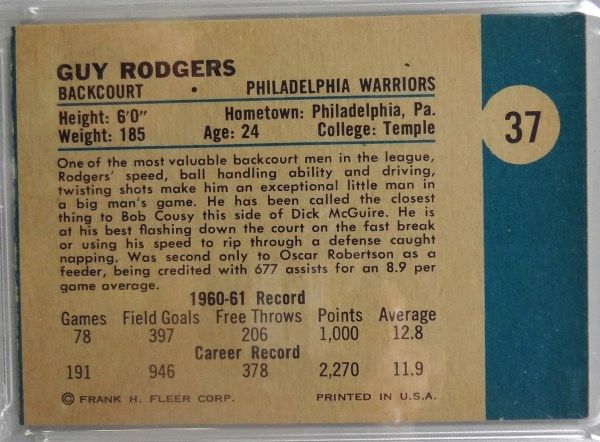 GUY RODGERS
BACKCOURT • PHILADELPHIA WARRIORS
Height: 6'0" Hometown: Philadelphia, Pa.
Weight: 185 Age: 24 College: Temple
37
One of the most valuable backcourt men in the league,
Rodgers' speed, ball handling ability and driving,
twisting shots make him an exceptional little man in
a big man's game. He has been called the closest
thing to Bob Cousy this side of Dick McGuire. He is
at his best flashing down the court on the fast break
or using his speed to rip through a defense caught
napping. Was second only to Oscar Robertson as a
feeder, being credited with 677 assists for an 8.9 per
game average.
1960-61 Record
Games Field Goals Free Throws Points Average
78 397 206 1,000 12.8
Career Record
191 946 378 2,270 11.9
© FRANK H. FLEER CORP. PRINTED IN U.S.A.